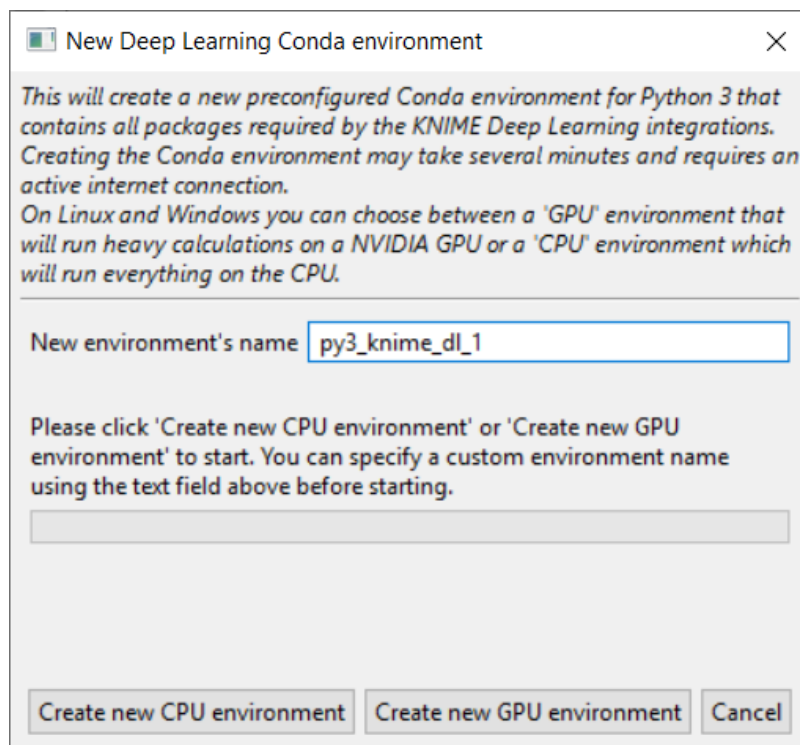 New Deep Learning Conda environment
This will create a new preconfigured Conda environment for Python 3 that
contains all packages required by the KNIME Deep Learning integrations.
Creating the Conda environment may take several minutes and requires an
active internet connection.
On Linux and Windows you can choose between a 'GPU' environment that
will run heavy calculations on a NVIDIA GPU or a 'CPU' environment which
will run everything on the CPU.
New environment's name py3_knime_dl_1
Please click 'Create new CPU environment' or 'Create new GPU
environment' to start. You can specify a custom environment name
using the text field above before starting.
Create new CPU environment Create new GPU environment Cancel